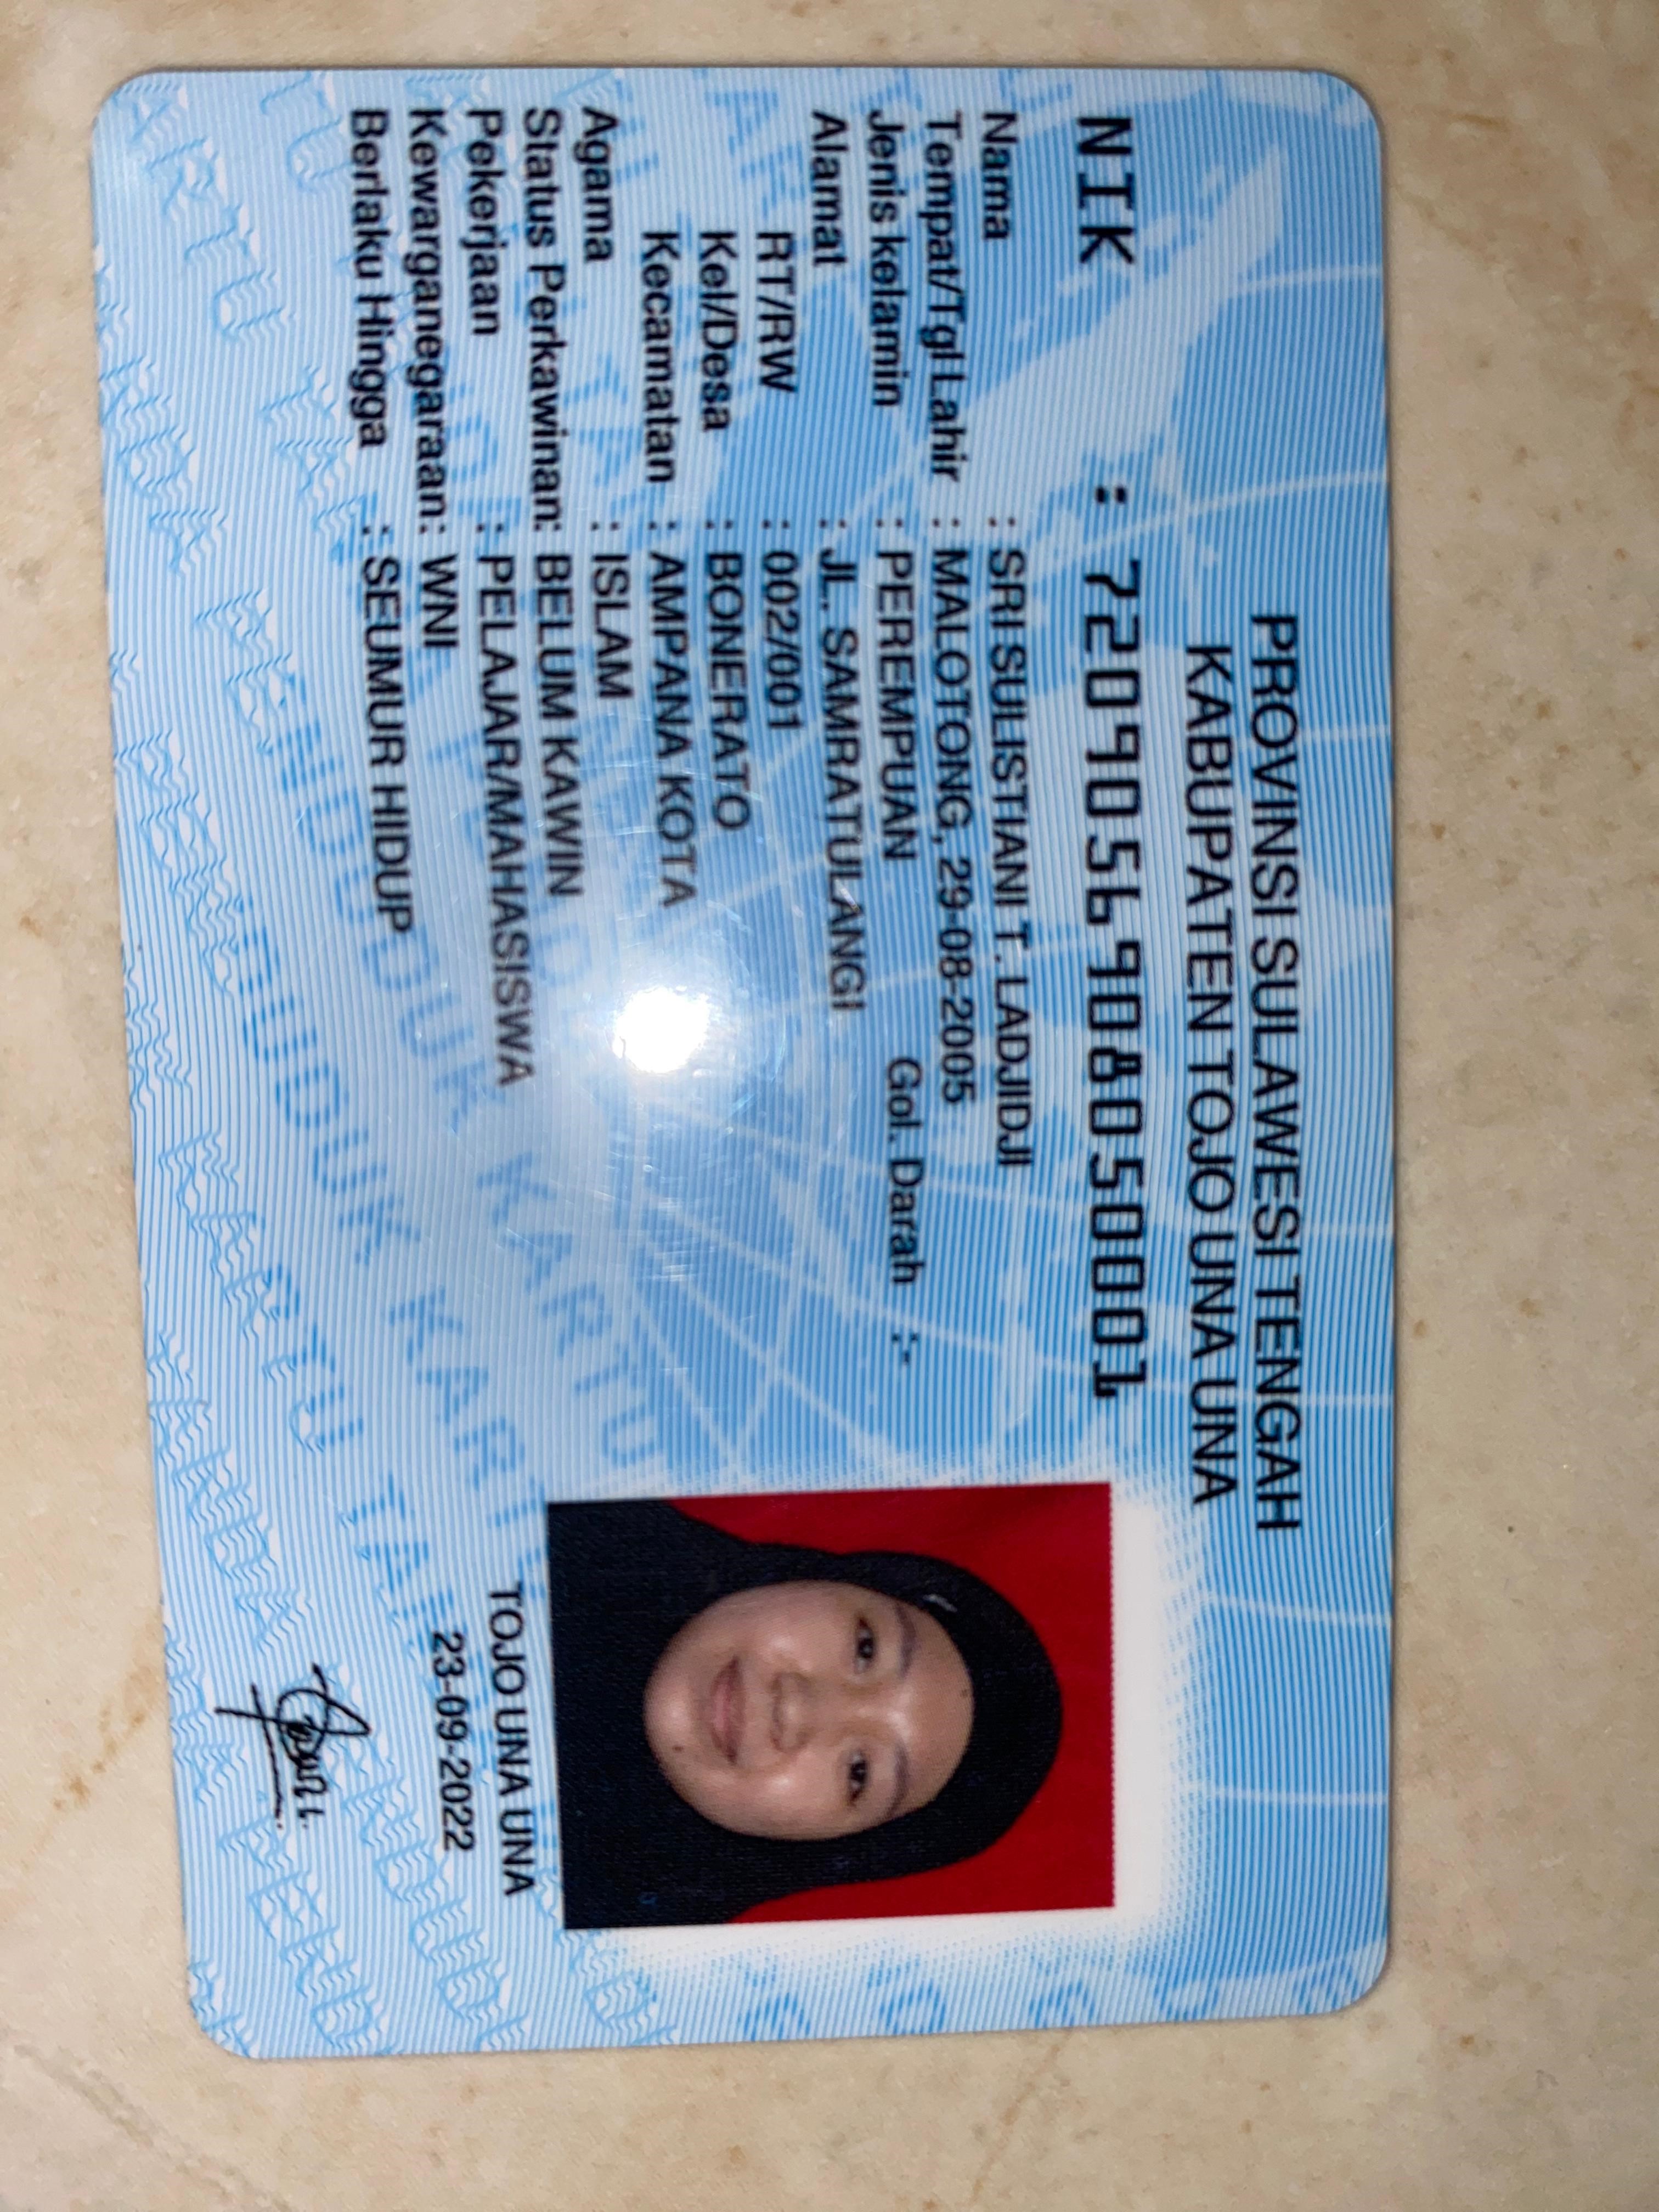 PROVINSI SULAWESI TENGAH
KABUPATEN TOJO UNA UNA
NIK : 7209056908050001
Nama : SRI SULISTIANI T. LADJIDJI
Tempat/Tgl Lahir : MALOTONG, 29-08-2005
Jenis kelamin : PEREMPUAN Gol. Darah :-
Alamat : JL. SAMRATULANGI
RT/RW : 002/001
Kel/Desa : BONERATO
Kecamatan : AMPANA KOTA
Agama : ISLAM
Status Perkawinan: BELUM KAWIN
Pekerjaan : PELAJAR/MAHASISWA
Kewarganegaraan: WNI
Berlaku Hingga : SEUMUR HIDUP
TOJO UNA UNA
23-09-2022